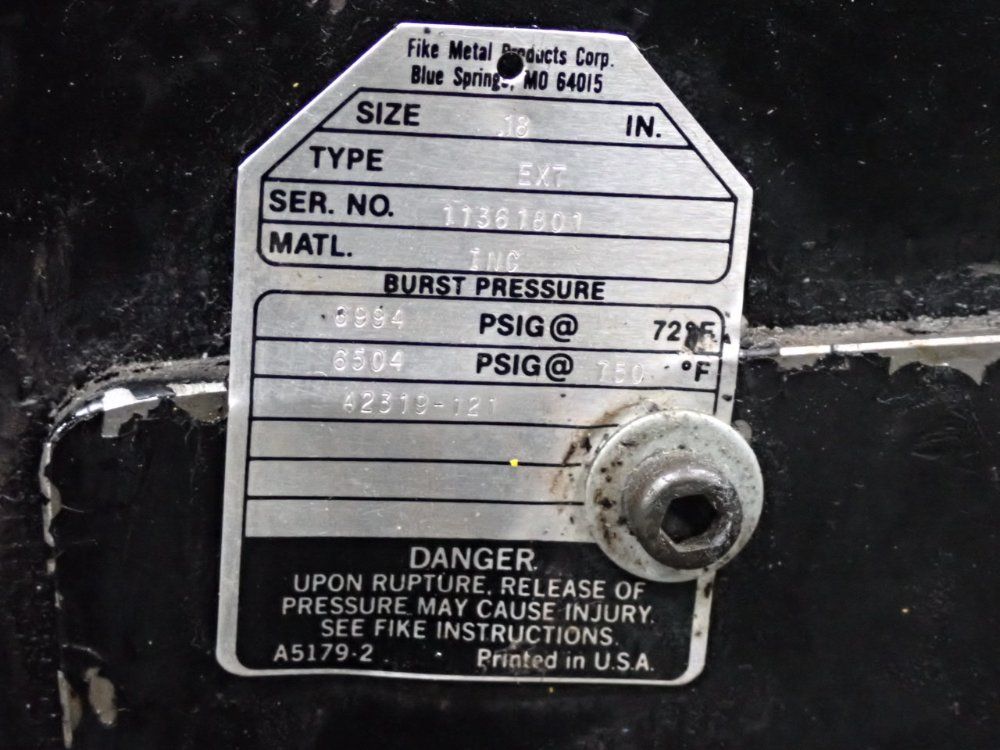 Fike Metal Products Corp.
Blue Springs, MO 64015
SIZE .18 IN.
TYPE EXT
SER. NO. 11361801
MATL. INC
BURST PRESSURE
PSIG@ 72°F.
6504 PSIG@ 750 °F
42319-121
DANGER.
UPON RUPTURE, RELEASE OF
PRESSURE MAY CAUSE INJURY.
SEE FIKE INSTRUCTIONS.
A5179-2 Printed in U.S.A.